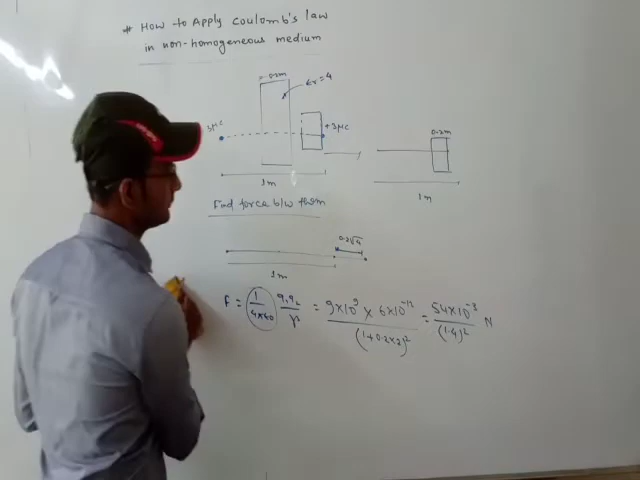 * How to Apply Coulomb's law
in non-homogeneous medium
0.2m
εr = 4
3μC
+3μC
1m
0.2m
1m
Find force b/w them
0.2√4
1m
F = 1/4πε0 q1q2/r² = 9×10⁹ × 6×10⁻¹²/(1+0.2×2)² = 54×10⁻³/(1.4)² N